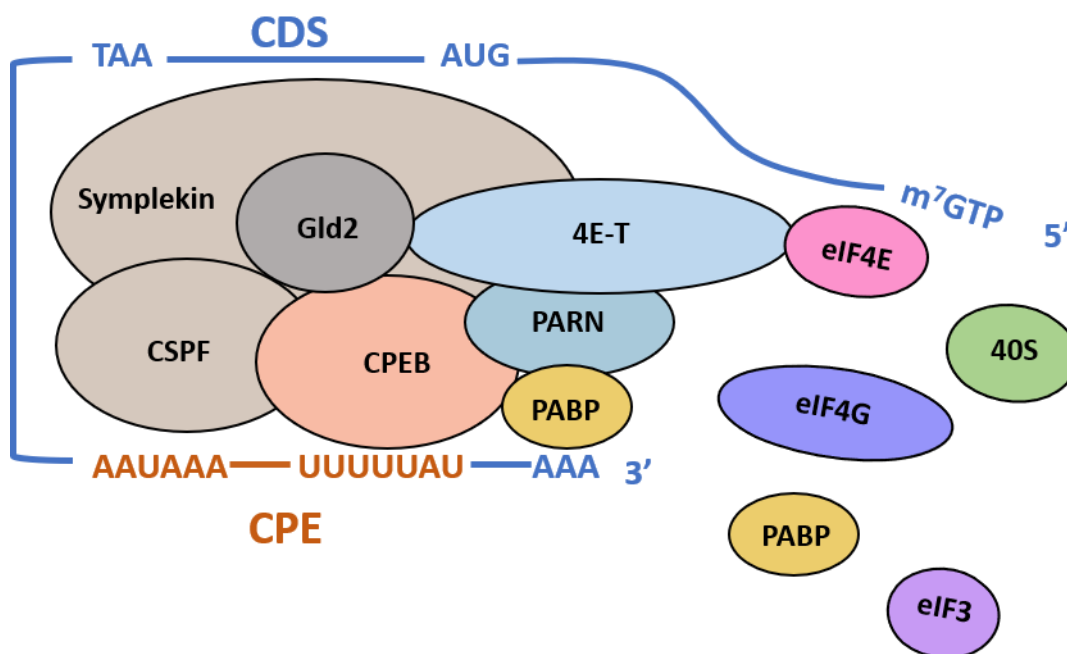 CDS
TAA
AUG
m⁷GTP
5'
Symplekin
Gld2
4E-T
eIF4E
CSPF
CPEB
PARN
40S
PABP
eIF4G
AAUAAA
UUUUUAU
AAA
3'
CPE
PABP
eIF3